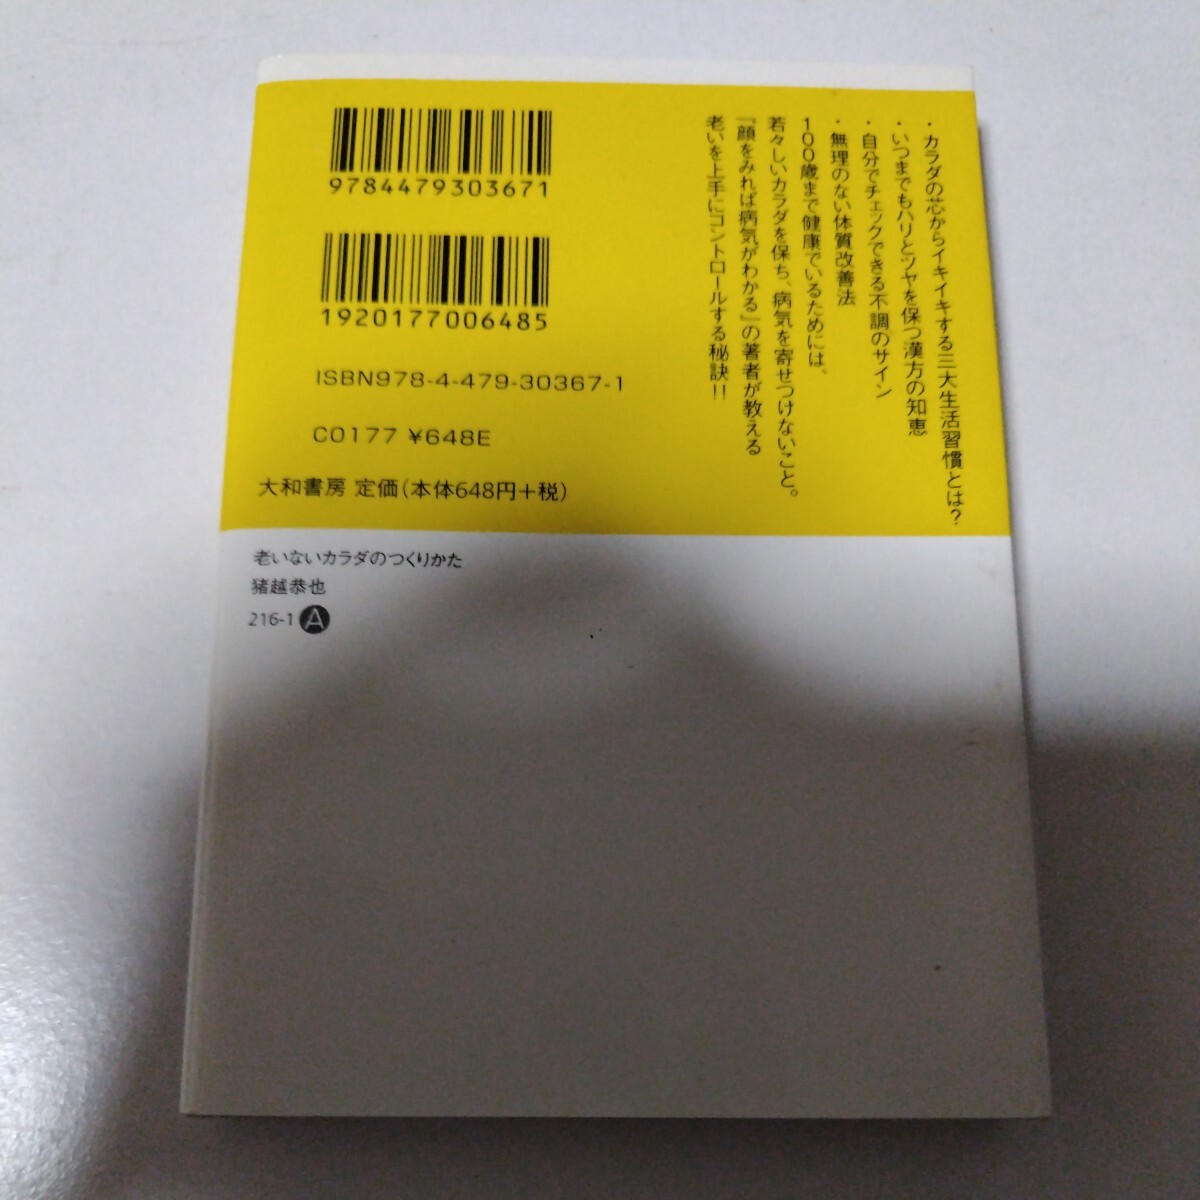 ・カラダの芯からイキイキする三大生活習慣とは?
・いつまでもハリとツヤを保つ漢方の知恵
・自分でチェックできる不調のサイン
・無理のない体質改善法
100歳まで健康でいるためには、
若々しいカラダを保ち、病気を寄せつけないこと。
『顔をみれば病気がわかる』の著者が教える
老いを上手にコントロールする秘訣!!
9784479303671
1920177006485
ISBN978-4-479-30367-1
C0177 ¥648E
大和書房 定価(本体648円+税)
老いないカラダのつくりかた
猪越恭也
216-1 A